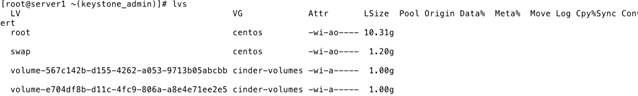 [root@server1 ~(keystone_admin)]# lvs
LV VG Attr LSize Pool Origin Data% Meta% Move Log Cpy%Sync Conv
ert
root centos -wi-ao---- 10.31g
swap centos -wi-ao---- 1.20g
volume-567c142b-d155-4262-a053-9713b05abcbb cinder-volumes -wi-a----- 1.00g
volume-e704df8b-d11c-4fc9-806a-a8e4e71ee2e5 cinder-volumes -wi-a----- 1.00g